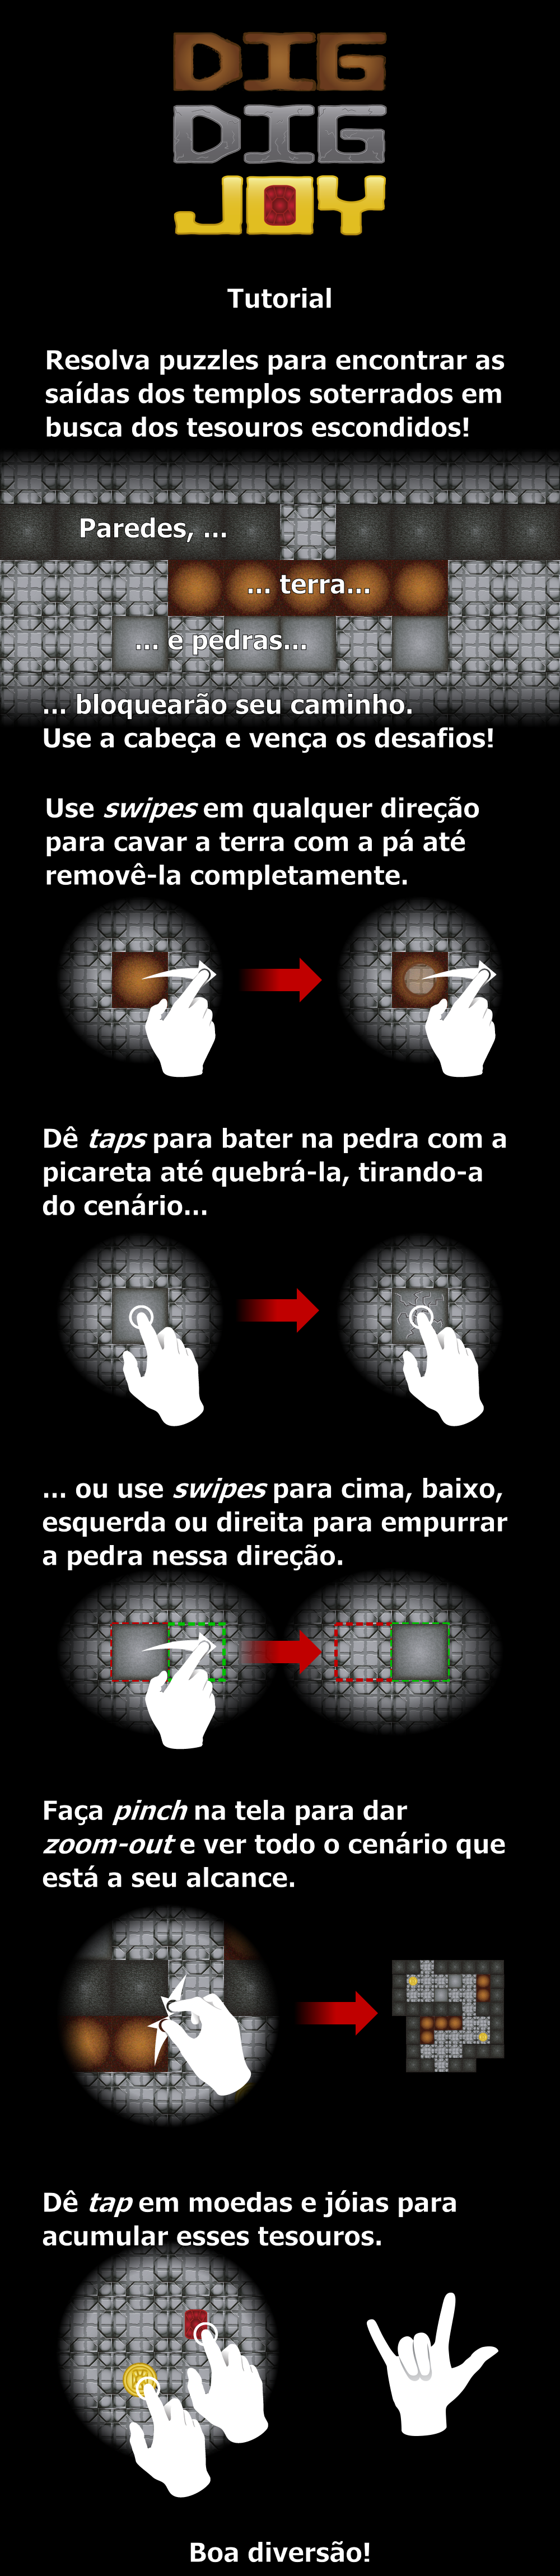 DIG
DIG
JOY
Tutorial
Resolva puzzles para encontrar as
saídas dos templos soterrados em
busca dos tesouros escondidos!
Paredes, ...
... terra...
... e pedras...
... bloquearão seu caminho.
Use a cabeça e vença os desafios!
Use swipes em qualquer direção
para cavar a terra com a pá até
removê-la completamente.
Dê taps para bater na pedra com a
picareta até quebrá-la, tirando-a
do cenário...
... ou use swipes para cima, baixo,
esquerda ou direita para empurrar
a pedra nessa direção.
Faça pinch na tela para dar
zoom-out e ver todo o cenário que
está a seu alcance.
Dê tap em moedas e jóias para
acumular esses tesouros.
Boa diversão!